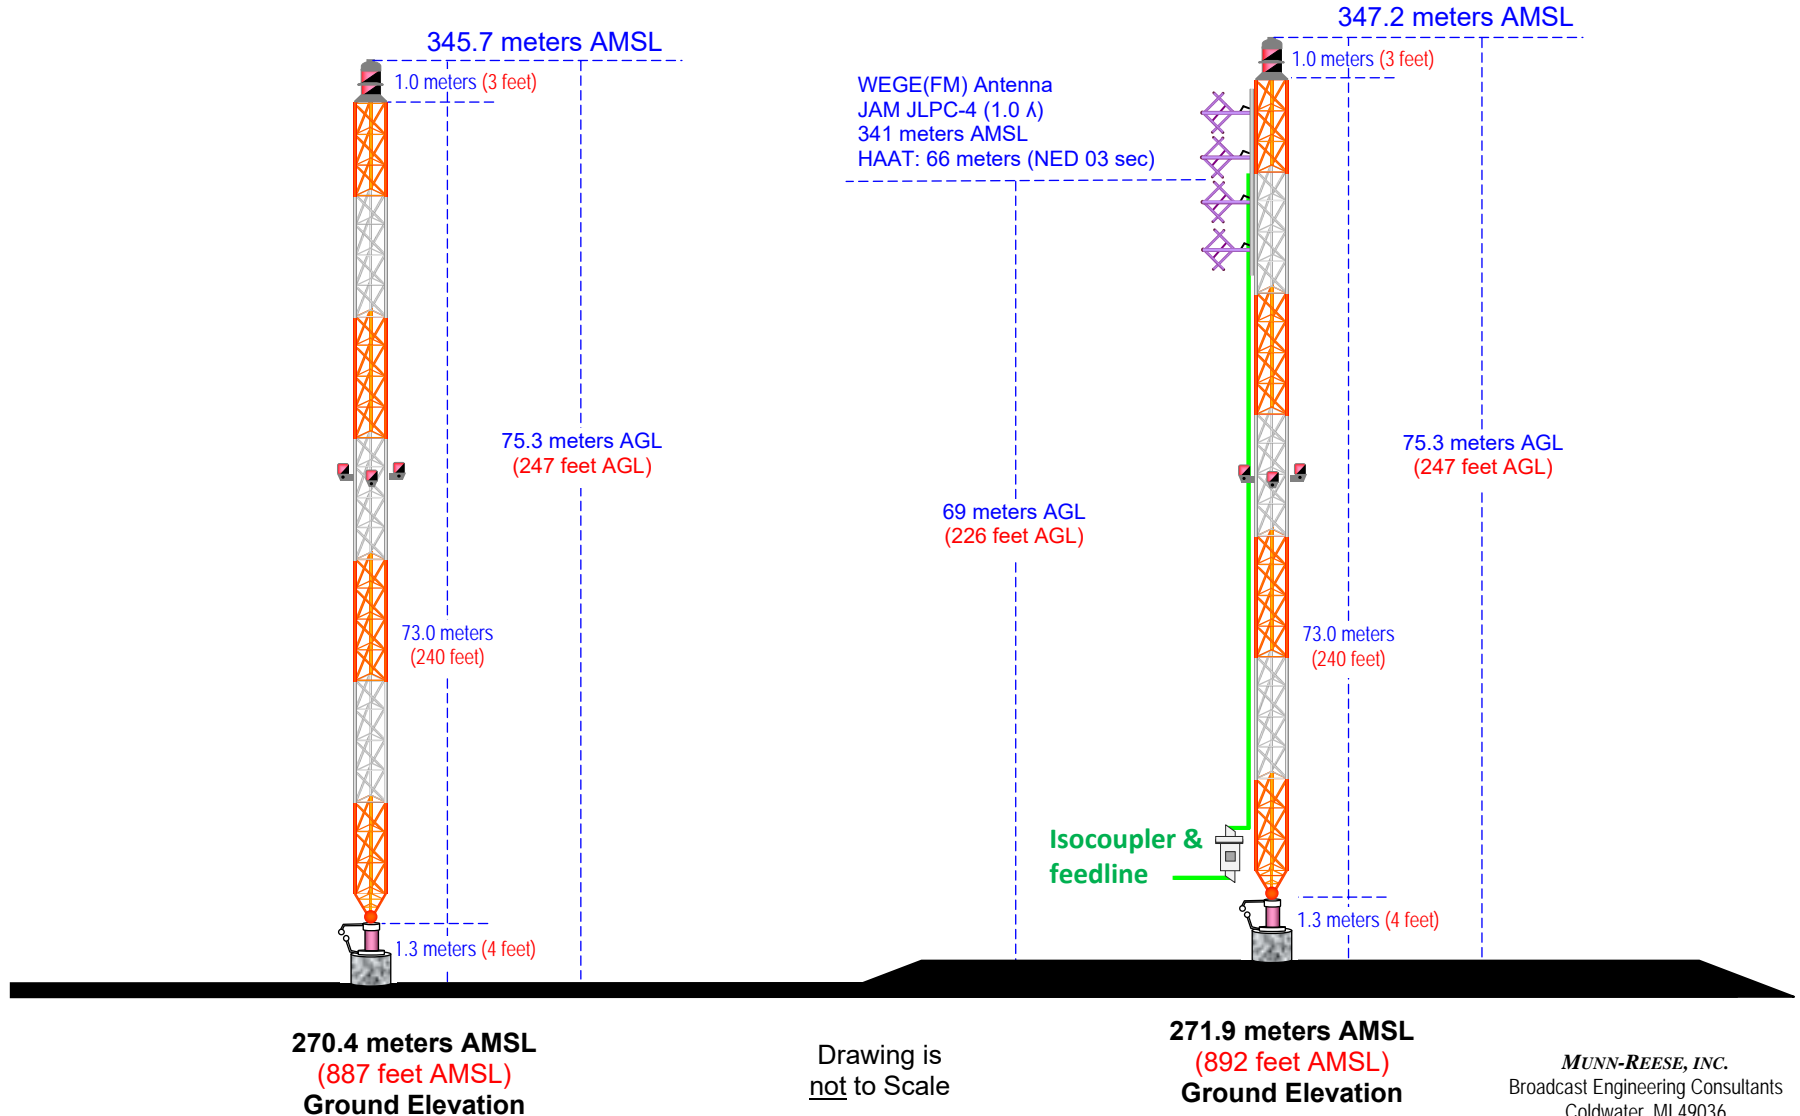 345.7 meters AMSL
1.0 meters (3 feet)
75.3 meters AGL
(247 feet AGL)
73.0 meters
(240 feet)
1.3 meters (4 feet)
270.4 meters AMSL
(887 feet AMSL)
Ground Elevation
WEGE(FM) Antenna
JAM JLPC-4 (1.0 λ)
341 meters AMSL
HAAT: 66 meters (NED 03 sec)
69 meters AGL
(226 feet AGL)
Isocoupler &
feedline
Drawing is
not to Scale
347.2 meters AMSL
1.0 meters (3 feet)
75.3 meters AGL
(247 feet AGL)
73.0 meters
(240 feet)
1.3 meters (4 feet)
271.9 meters AMSL
(892 feet AMSL)
Ground Elevation
MUNN-REESE, INC.
Broadcast Engineering Consultants
Coldwater, MI 49036